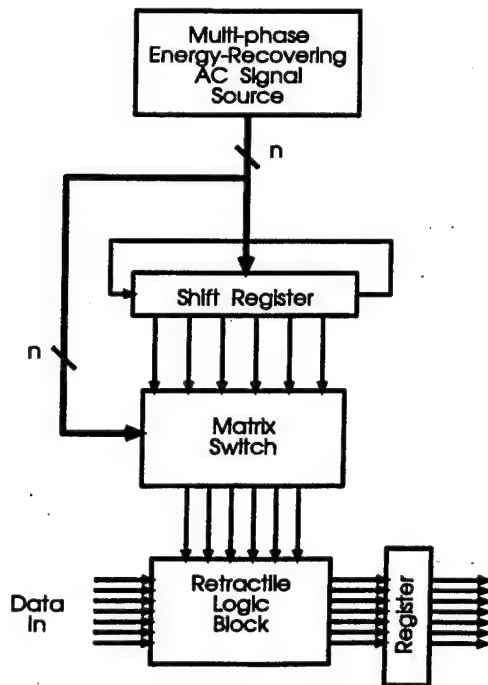 Multi-phase
Energy-Recovering
AC Signal
Source
n
Shift Register
n
Matrix
Switch
Data
In
Retractile
Logic
Block
Register